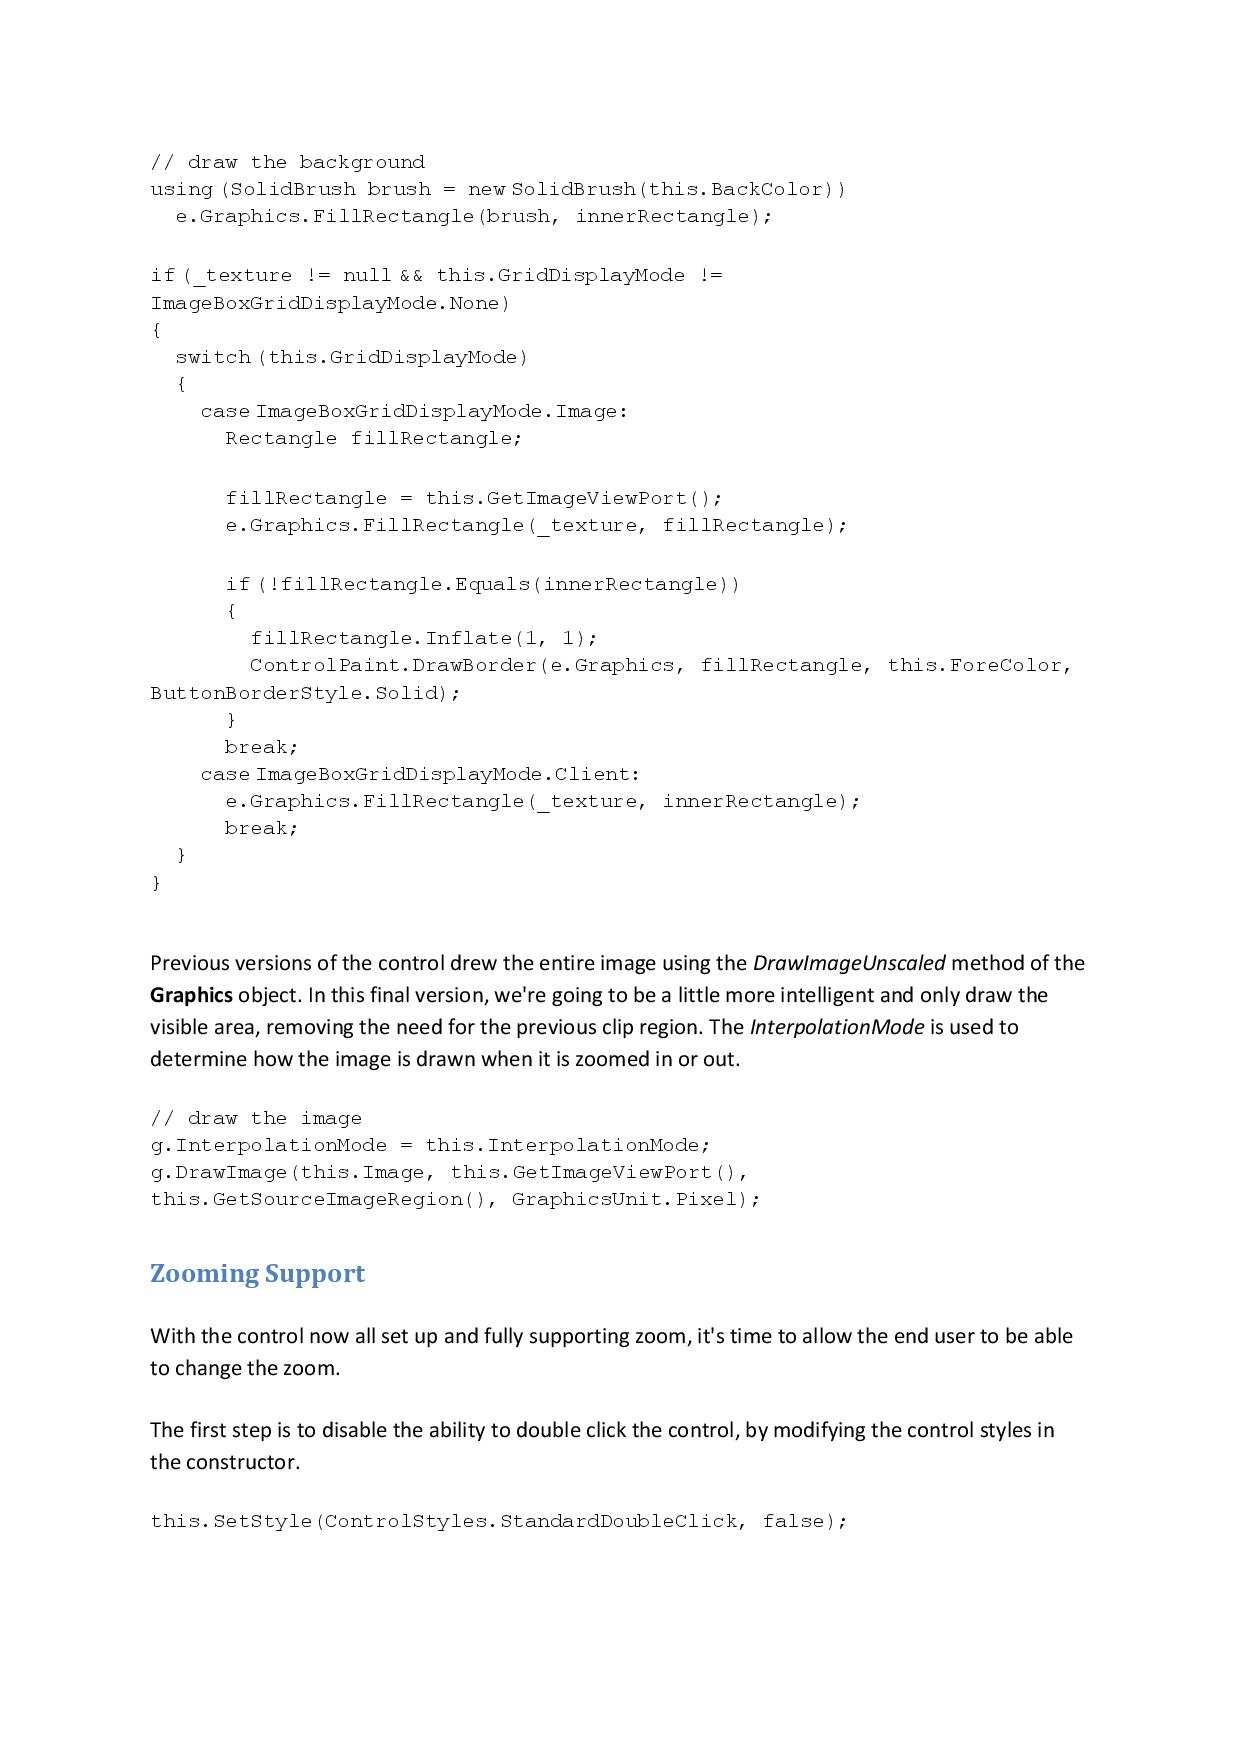 // draw the background
using (SolidBrush brush = new SolidBrush(this.BackColor))
  e.Graphics.FillRectangle(brush, innerRectangle);
if (_texture != null && this.GridDisplayMode !=
ImageBoxGridDisplayMode.None)
{
  switch (this.GridDisplayMode)
  {
    case ImageBoxGridDisplayMode.Image:
      Rectangle fillRectangle;
      fillRectangle = this.GetImageViewPort();
      e.Graphics.FillRectangle(_texture, fillRectangle);
      if (!fillRectangle.Equals(innerRectangle))
      {
        fillRectangle.Inflate(1, 1);
        ControlPaint.DrawBorder(e.Graphics, fillRectangle, this.ForeColor,
ButtonBorderStyle.Solid);
      }
      break;
    case ImageBoxGridDisplayMode.Client:
      e.Graphics.FillRectangle(_texture, innerRectangle);
      break;
  }
}
Previous versions of the control drew the entire image using the DrawImageUnscaled method of the
Graphics object. In this final version, we're going to be a little more intelligent and only draw the
visible area, removing the need for the previous clip region. The InterpolationMode is used to
determine how the image is drawn when it is zoomed in or out.
// draw the image
g.InterpolationMode = this.InterpolationMode;
g.DrawImage(this.Image, this.GetImageViewPort(),
this.GetSourceImageRegion(), GraphicsUnit.Pixel);
Zooming Support
With the control now all set up and fully supporting zoom, it's time to allow the end user to be able
to change the zoom.
The first step is to disable the ability to double click the control, by modifying the control styles in
the constructor.
this.SetStyle(ControlStyles.StandardDoubleClick, false);